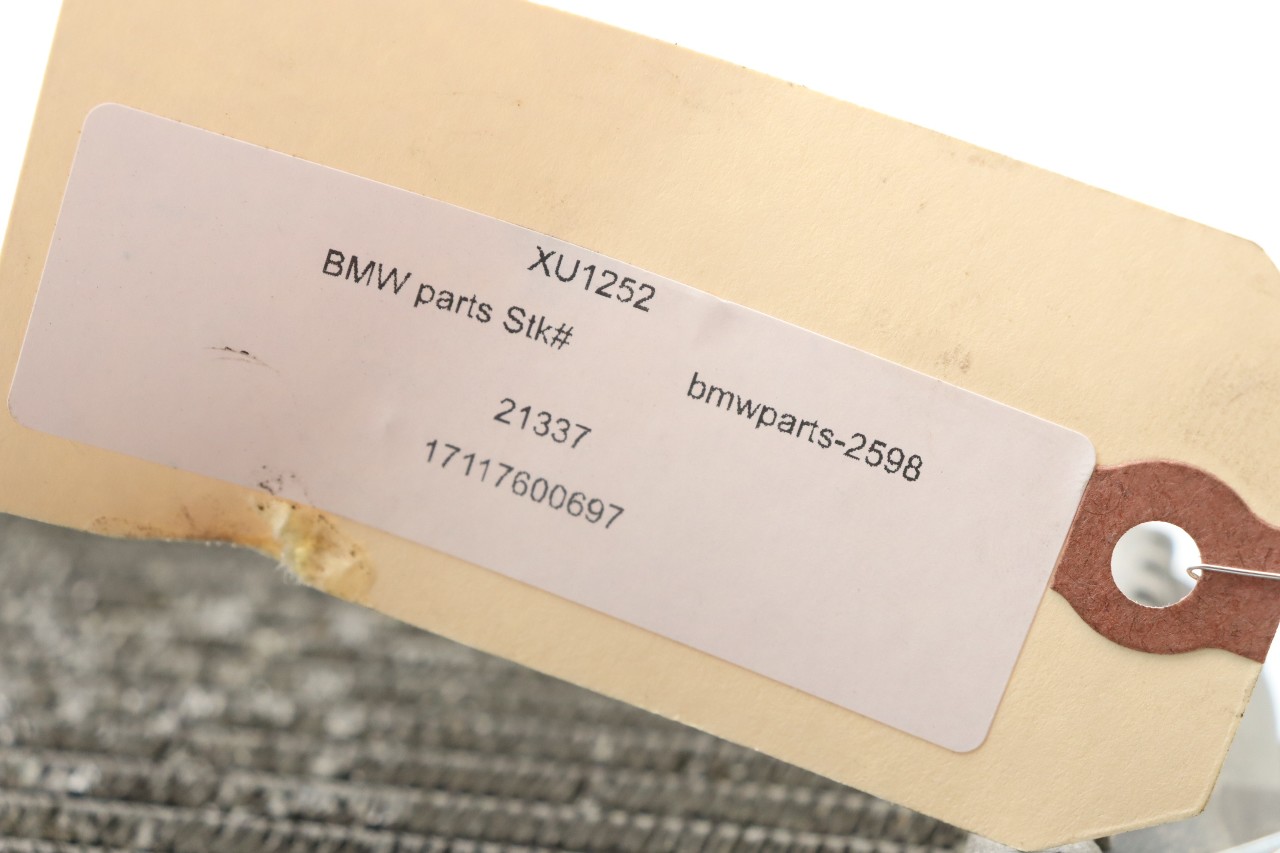 XU1252
BMW parts Stk#
bmwparts-2598
21337
17117600697